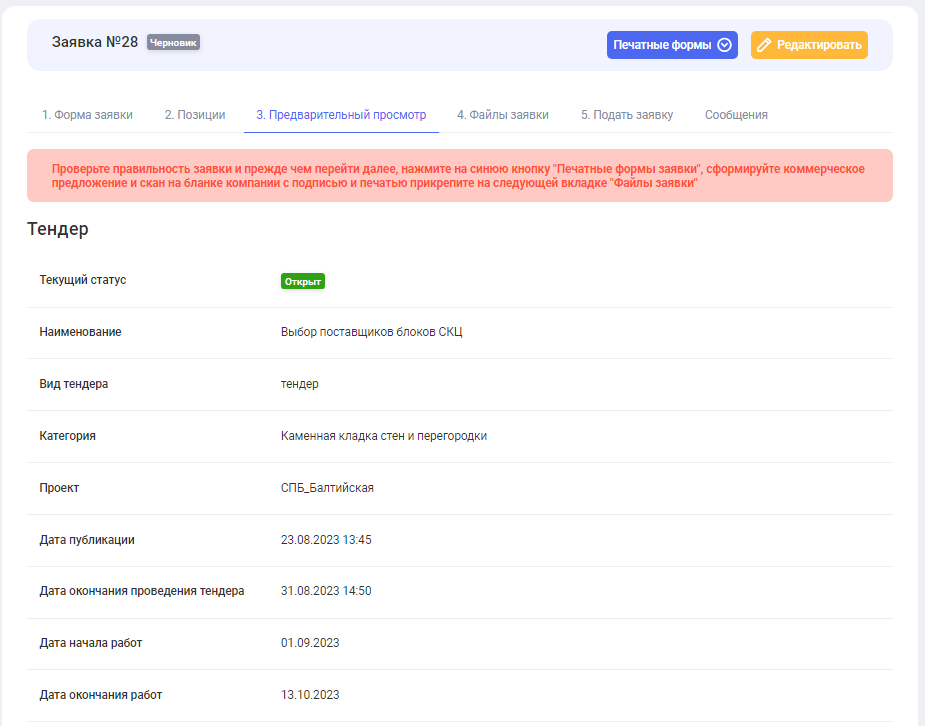 Заявка №28 Черновик Печатные формы Редактировать
1. Форма заявки 2. Позиции 3. Предварительный просмотр 4. Файлы заявки 5. Подать заявку Сообщения
Проверьте правильность заявки и прежде чем перейти далее, нажмите на синюю кнопку "Печатные формы заявки", сформируйте коммерческое
предложение и скан на бланке компании с подписью и печатью прикрепите на следующей вкладке "Файлы заявки"
Тендер
Текущий статус Открыт
Наименование Выбор поставщиков блоков СКЦ
Вид тендера тендер
Категория Каменная кладка стен и перегородки
Проект СПБ_Балтийская
Дата публикации 23.08.2023 13:45
Дата окончания проведения тендера 31.08.2023 14:50
Дата начала работ 01.09.2023
Дата окончания работ 13.10.2023